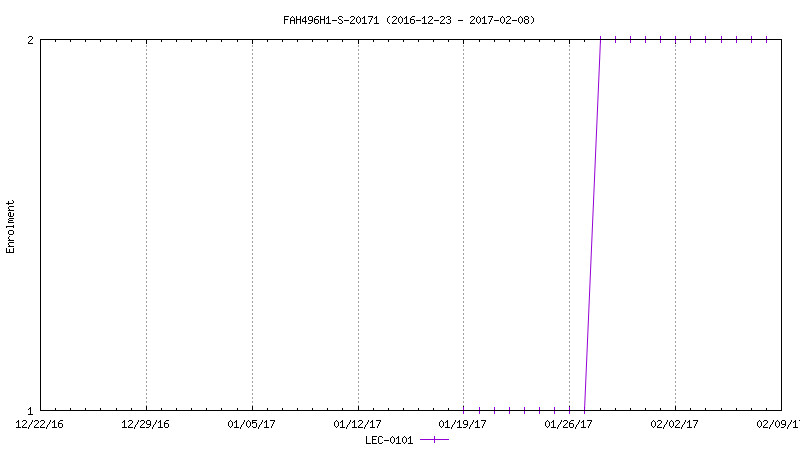 FAH496H1-S-20171 (2016-12-23 - 2017-02-08)
2
Enrolment
1
12/22/16 12/29/16 01/05/17 01/12/17 01/19/17 01/26/17 02/02/17 02/09/17
LEC-0101